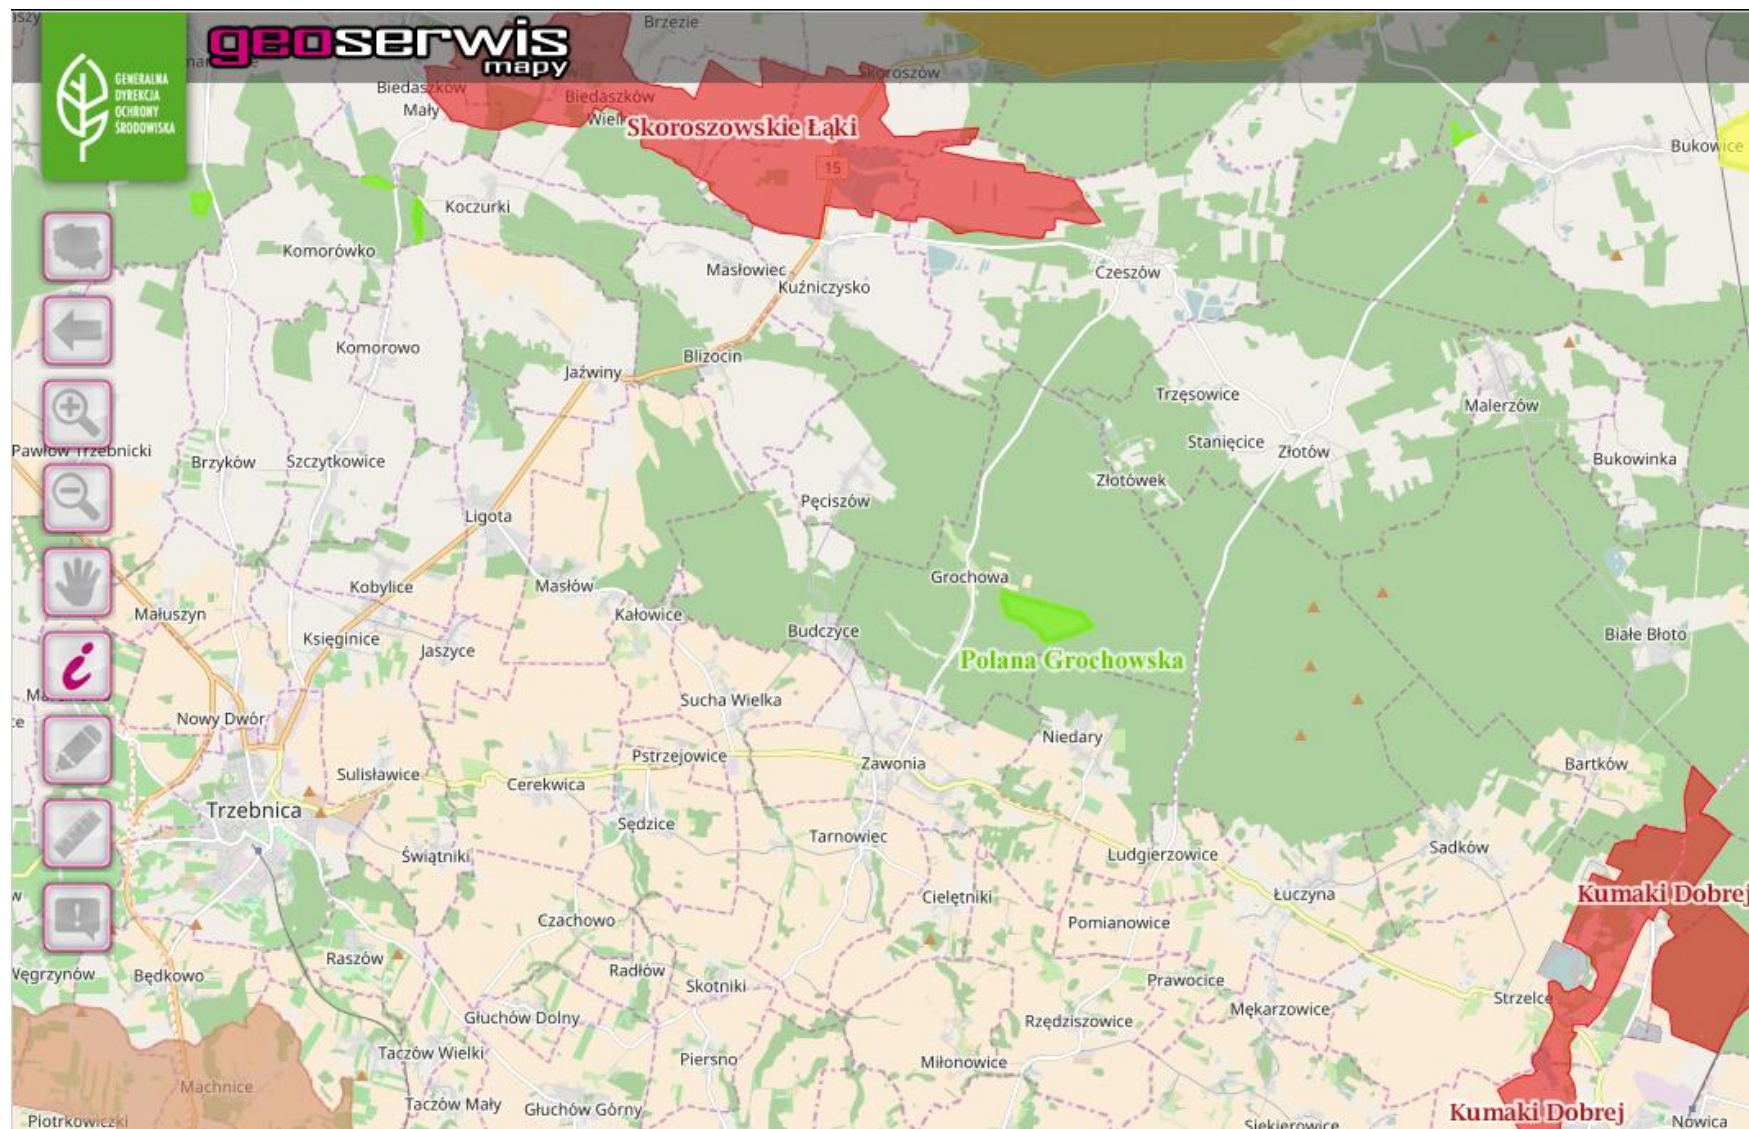 Brzezie
geoserwis
mapy
GENERALNA
DYREKCJA
OCHRONY
ŚRODOWISKA
Skoroszów
Biedaszków
Mały
Biedaszków
Skoroszowskie Łąki
15
Bukowice
Koczurki
Komorówko
Masłowiec
Kuźniczysko
Czeszów
Komorowo
Blizocin
Jaźwiny
Trzęsowice
Malerzów
Stanięcice
Złotów
Pawłów Trzebnicki
Brzyków
Szczytkowice
Bukowinka
Złotówek
Pęciszów
Ligota
Grochowa
Kobylice
Masłów
Małuszyn
Kałowice
Budczyce
Księginice
Jaszyce
Białe Błoto
Polana Grochowska
Sucha Wielka
Nowy Dwór
Niedary
Pstrzejowice
Zawonia
Bartków
Sulisławice
Cerekwica
Trzebnica
Sędzice
Tarnowiec
Świątniki
Ludgierzowice
Sadków
Cielętniki
Łuczyna
Kumaki Dobrej
Czachowo
Pomianowice
Raszów
Radłów
Węgrzynów
Będkowo
Skotniki
Prawocice
Strzelce
Mękarzowice
Głuchów Dolny
Rzędziszowice
Taczów Wielki
Piersno
Miłonowice
Machnice
Taczów Mały
Głuchów Górny
Kumaki Dobrej
Piotrkowiczki
Siekierowice
Nowica